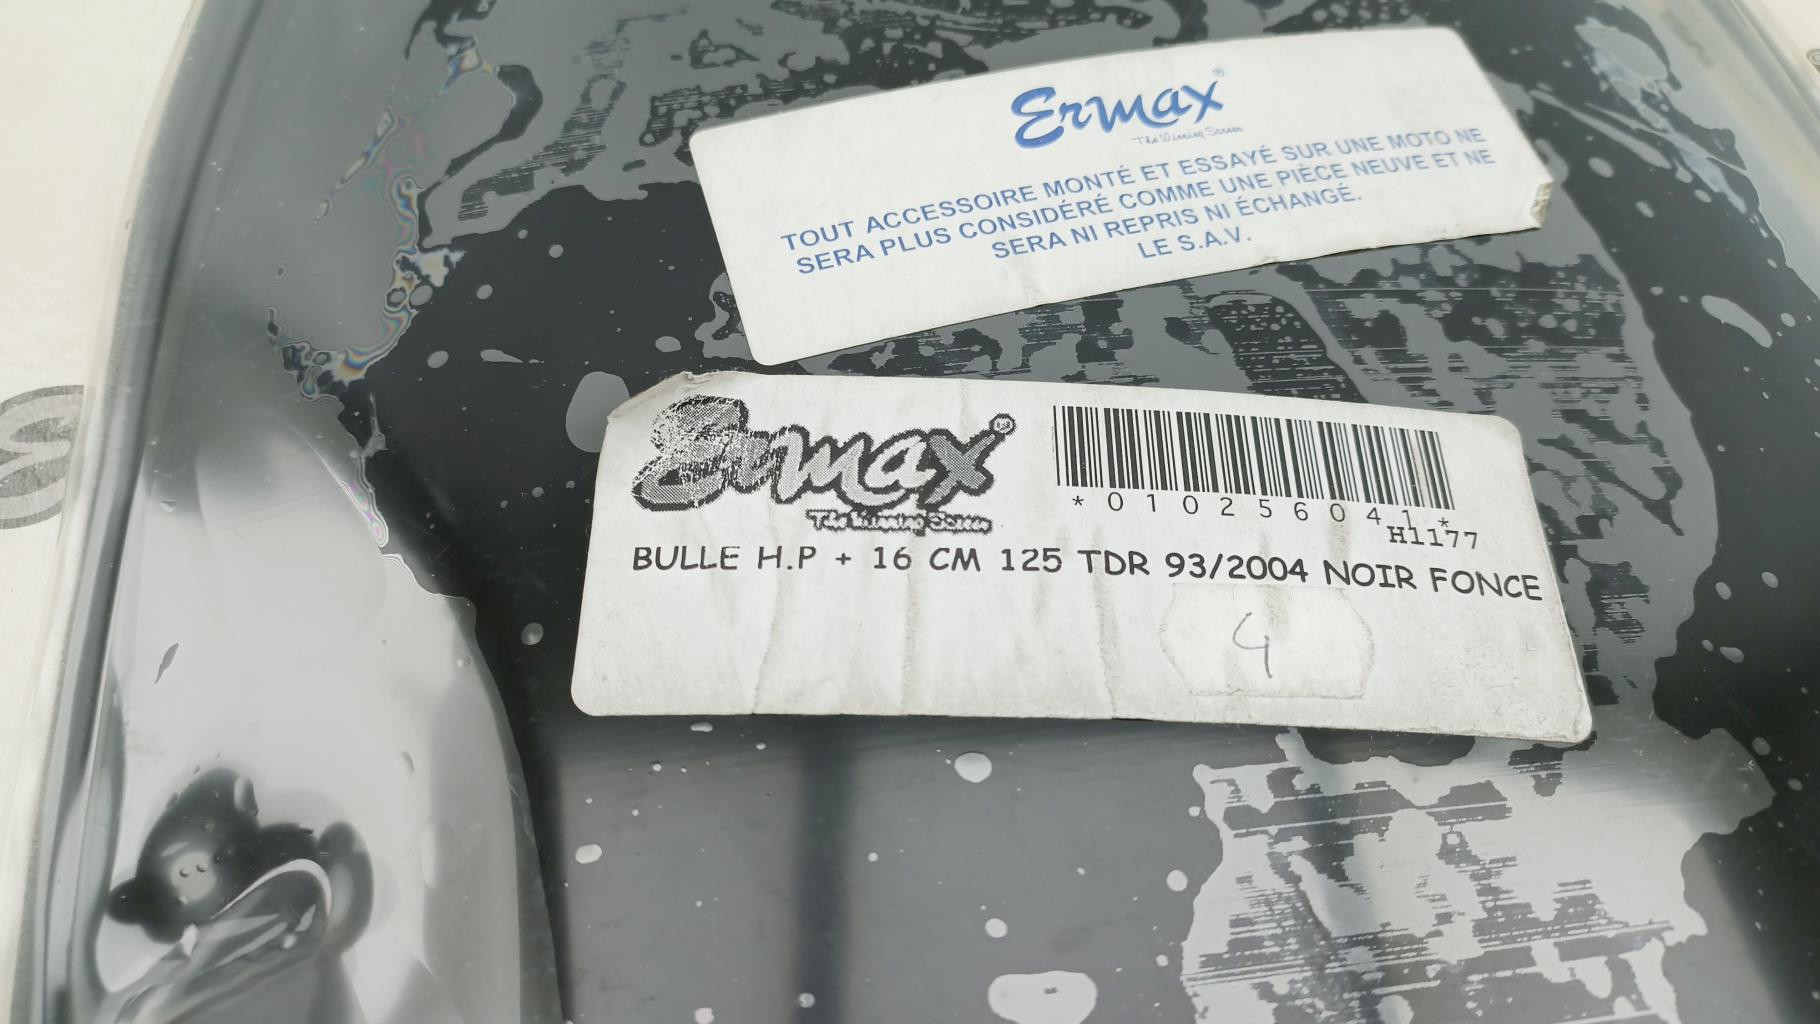 Ermax®
The Winning Screen
TOUT ACCESSOIRE MONTÉ ET ESSAYÉ SUR UNE MOTO NE
SERA PLUS CONSIDÉRÉ COMME UNE PIÈCE NEUVE ET NE
SERA NI REPRIS NI ÉCHANGÉ.
LE S.A.V.
Ermax®
The Winning Screen
*010256041*
H1177
BULLE H.P + 16 CM 125 TDR 93/2004 NOIR FONCE
4